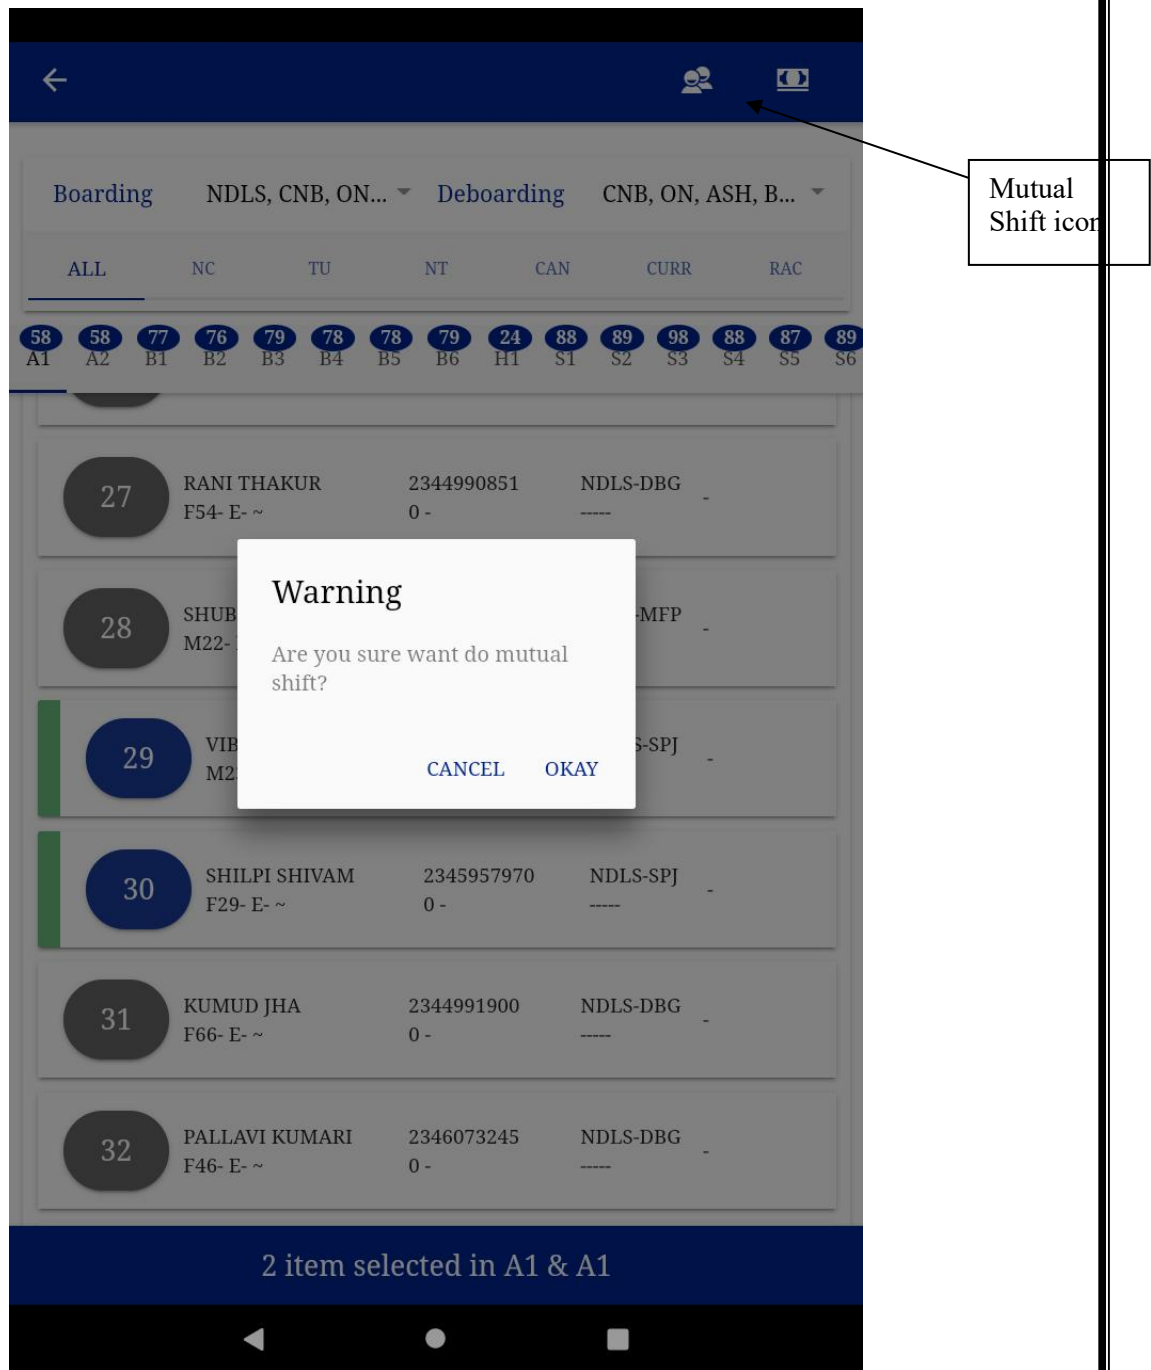 Mutual
Shift icon
Boarding NDLS, CNB, ON... Deboarding CNB, ON, ASH, B...
ALL NC TU NT CAN CURR RAC
58 58 77 76 79 78 78 79 24 88 89 98 88 87 89
A1 A2 B1 B2 B3 B4 B5 B6 H1 S1 S2 S3 S4 S5 S6
27 RANI THAKUR 2344990851 NDLS-DBG -
F54- E- ~ 0 - -----
Warning
28 SHUB -MFP -
M22-
Are you sure want do mutual
shift?
29 VIB S-SPJ -
M2
CANCEL OKAY
30 SHILPI SHIVAM 2345957970 NDLS-SPJ -
F29- E- ~ 0 - -----
31 KUMUD JHA 2344991900 NDLS-DBG -
F66- E- ~ 0 - -----
32 PALLAVI KUMARI 2346073245 NDLS-DBG -
F46- E- ~ 0 - -----
2 item selected in A1 & A1